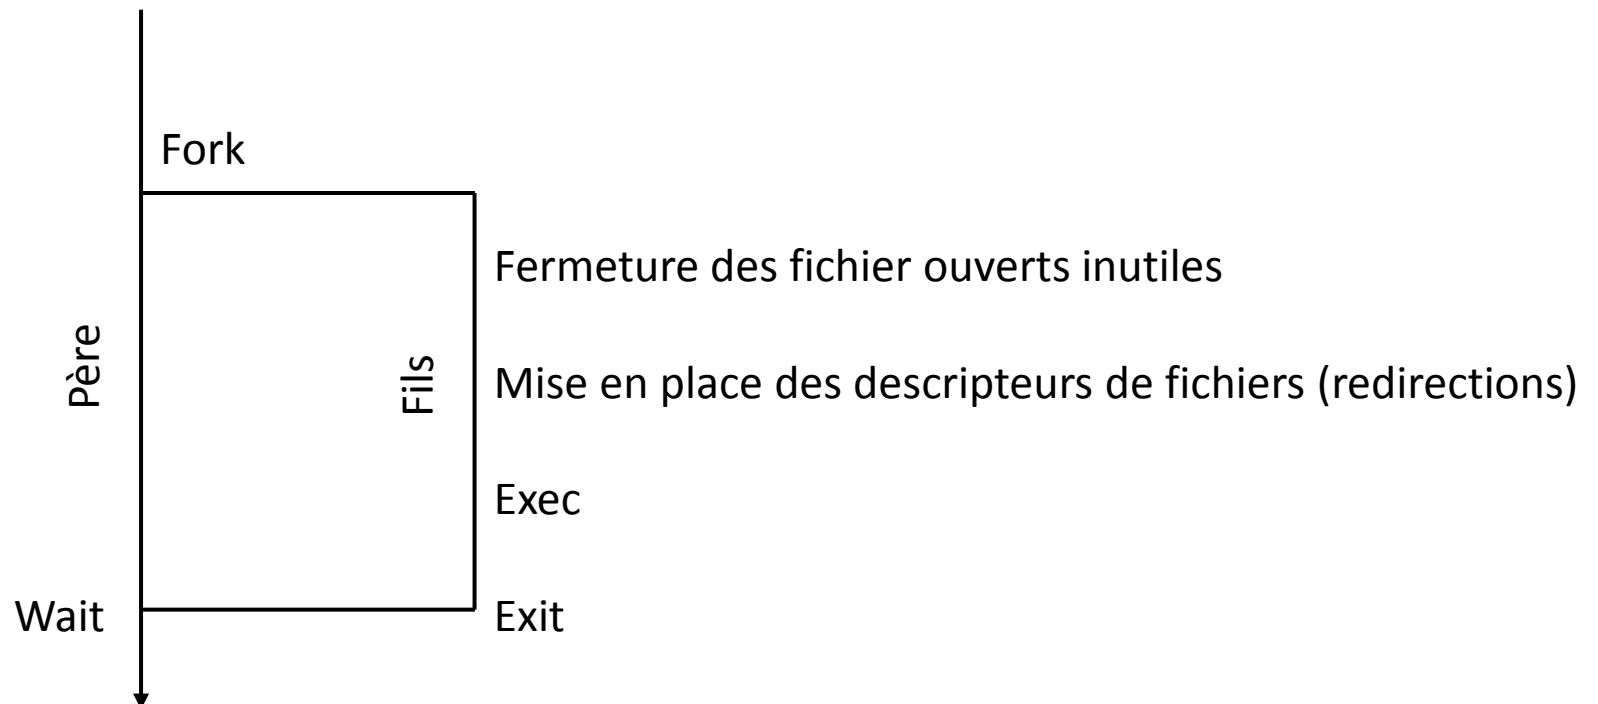 Fork
Fermeture des fichier ouverts inutiles
Père
Fils
Mise en place des descripteurs de fichiers (redirections)
Exec
Wait
Exit